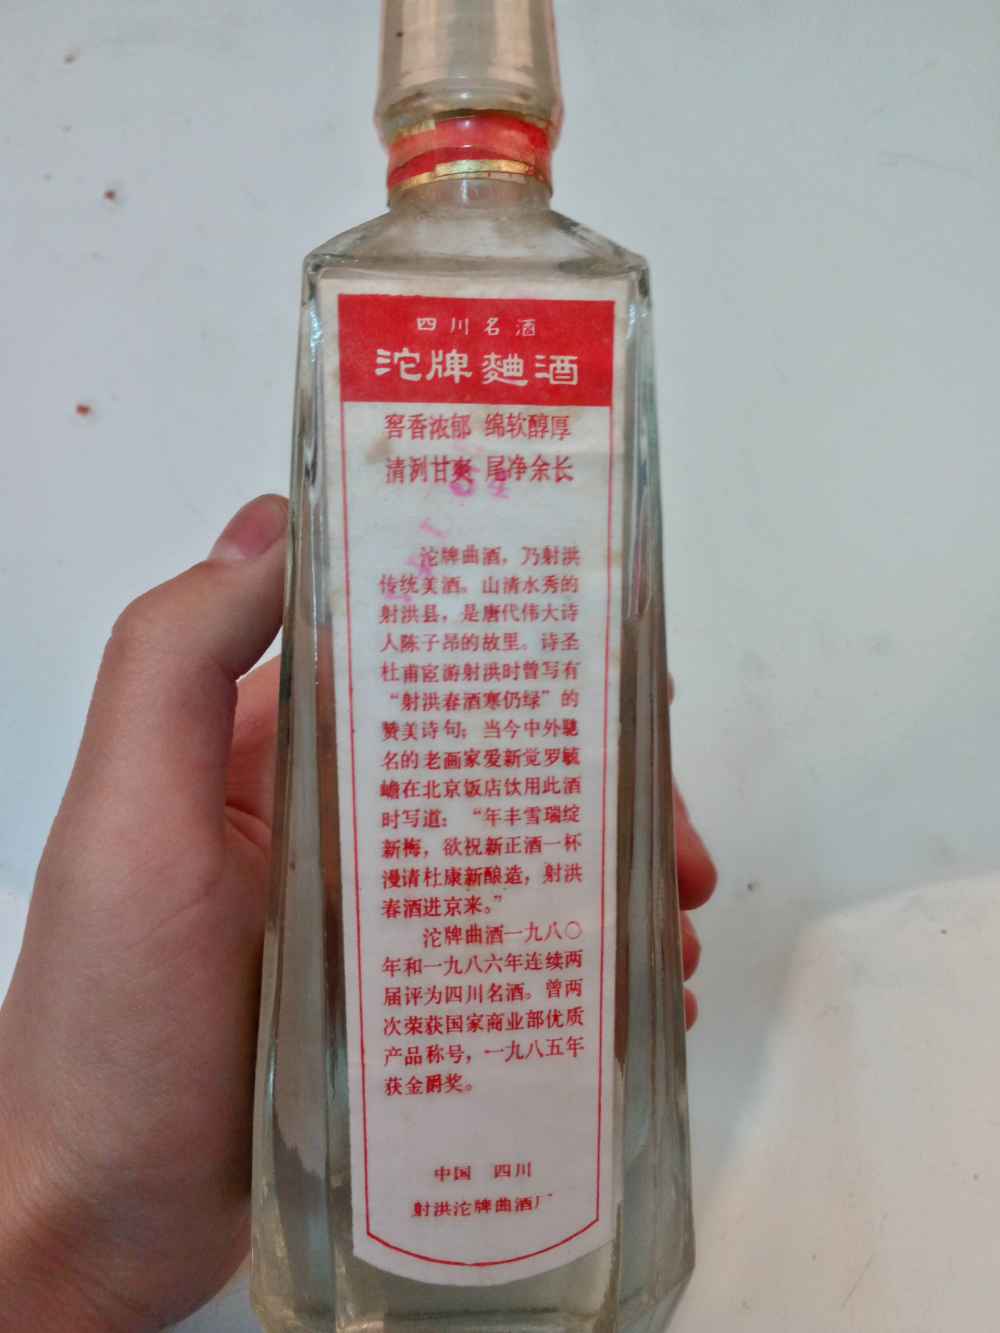 四川名酒
沱牌麯酒
窖香浓郁 绵软醇厚
清洌甘爽 尾净余长
沱牌曲酒，乃射洪
传统美酒。山清水秀的
射洪县，是唐代伟大诗
人陈子昂的故里。诗圣
杜甫宦游射洪时曾写有
“射洪春酒寒仍绿”的
赞美诗句；当今中外驰
名的老画家爱新觉罗毓
嶦在北京饭店饮用此酒
时写道：“年丰雪瑞绽
新梅，欲祝新正酒一杯
漫请杜康新酿造，射洪
春酒进京来。”
沱牌曲酒一九八〇
年和一九八六年连续两
届评为四川名酒。曾两
次荣获国家商业部优质
产品称号，一九八五年
获金爵奖。
中国 四川
射洪沱牌曲酒厂